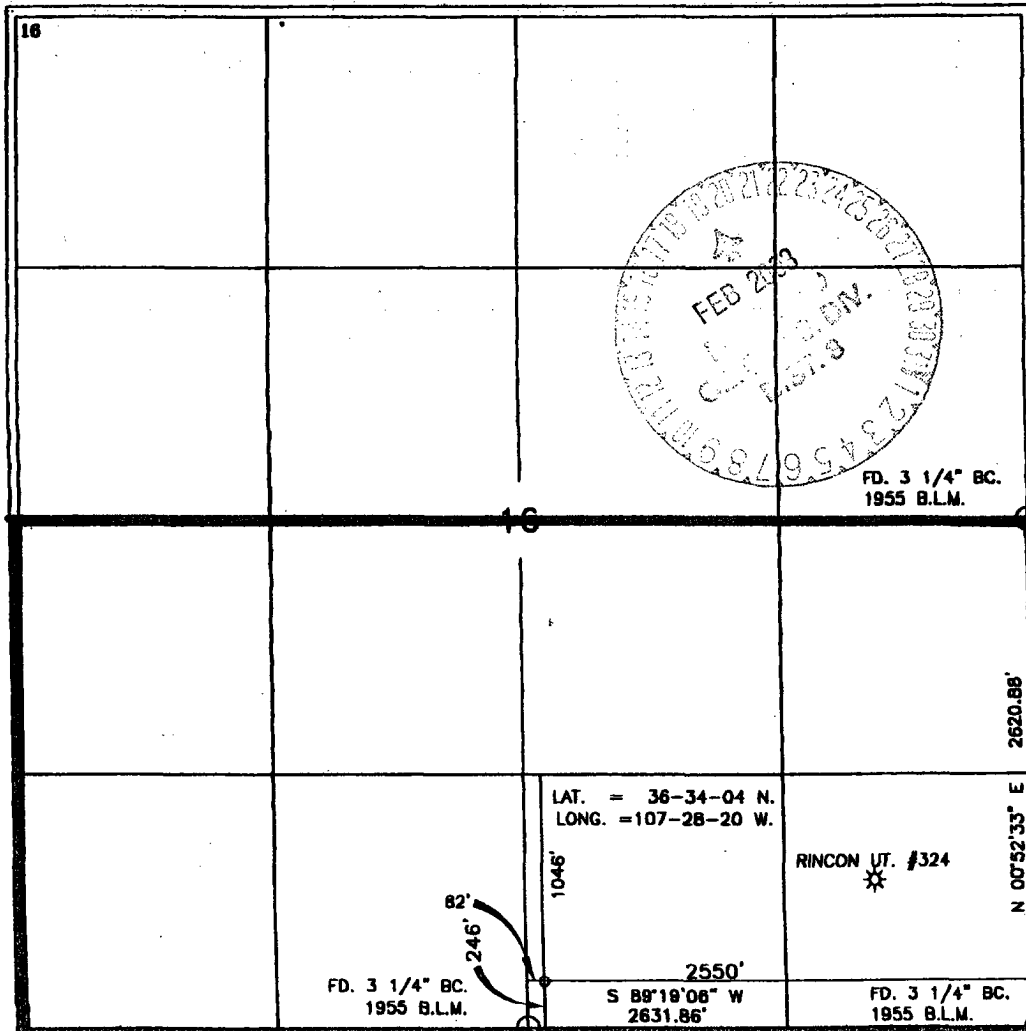 16
FEB 2003
DIV.
FD. 3 1/4" BC.
1955 B.L.M.
16
2620.88'
N 00°52'33" E
LAT. = 36-34-04 N.
LONG. =107-28-20 W.
1046'
RINCON UT. #324
82'
246'
2550'
FD. 3 1/4" BC.
1955 B.L.M.
S 89°19'06" W
2631.86'
FD. 3 1/4" BC.
1955 B.L.M.